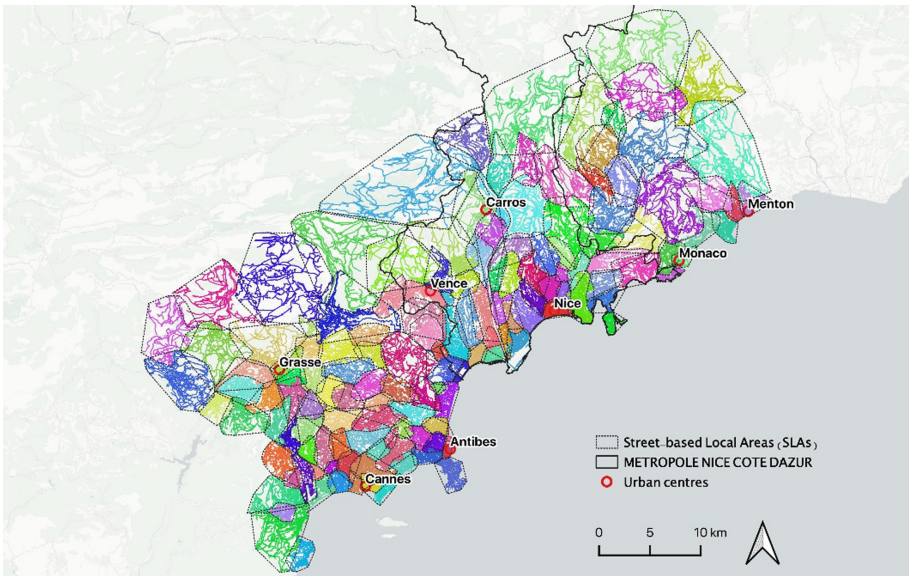 Carros
Menton
Monaco
Vence
Nice
Grasse
Antibes
Cannes
Street-based Local Areas (SLAs)
METROPOLE NICE COTE DAZUR
Urban centres
0 5 10 km